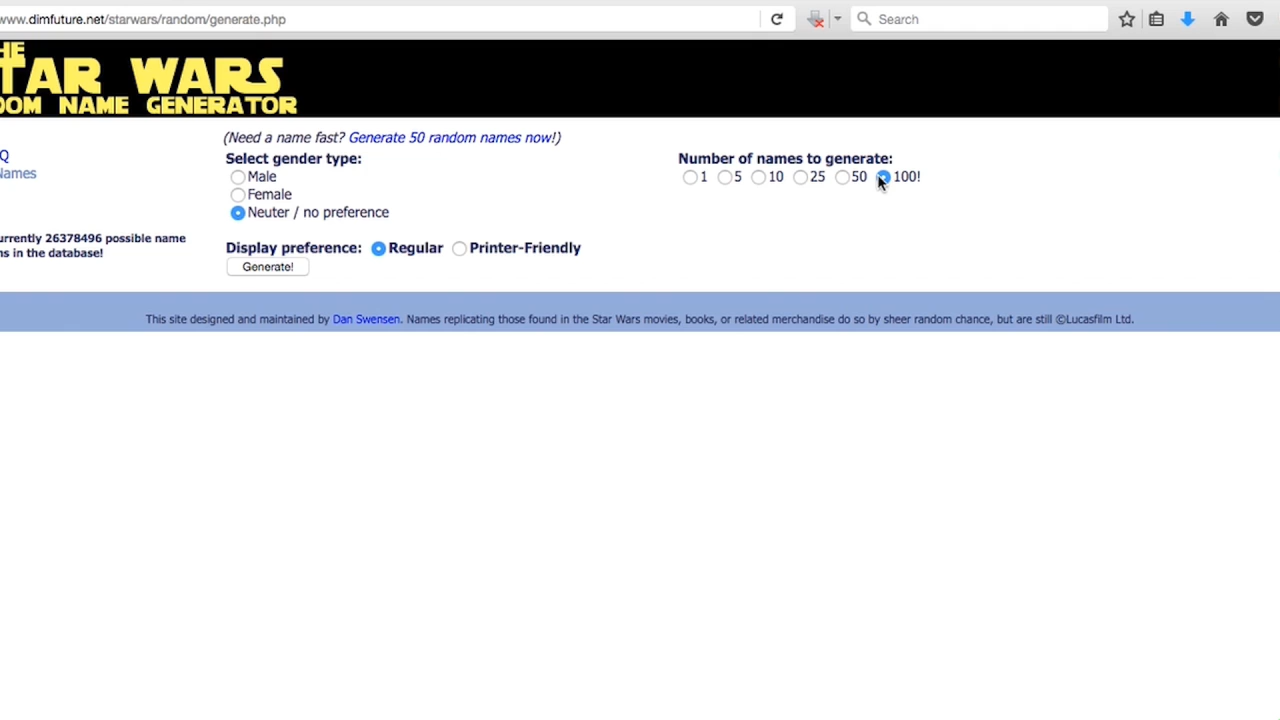 www.dimfuture.net/starwars/random/generate.php
Search
HE
TAR WARS
DOM NAME GENERATOR
(Need a name fast? Generate 50 random names now!)
Q
Names
Select gender type:
Male
Female
Neuter / no preference
Number of names to generate:
1 5 10 25 50 100!
urrently 26378496 possible name
ns in the database!
Display preference: Regular Printer-Friendly
Generate!
This site designed and maintained by Dan Swensen. Names replicating those found in the Star Wars movies, books, or related merchandise do so by sheer random chance, but are still ©Lucasfilm Ltd.